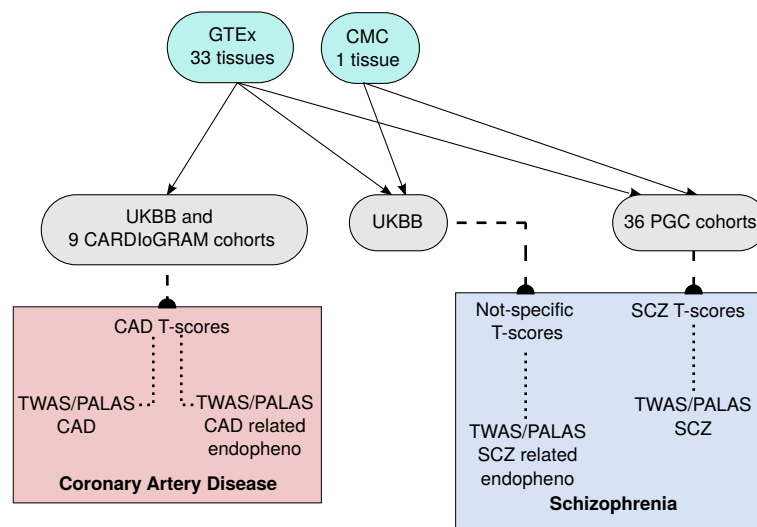 GTEx
33 tissues
CMC
1 tissue
UKBB and
9 CARDIoGRAM cohorts
UKBB
36 PGC cohorts
CAD T-scores
TWAS/PALAS
CAD
TWAS/PALAS
CAD related
endopheno
Coronary Artery Disease
Not-specific
T-scores
SCZ T-scores
TWAS/PALAS
SCZ related
endopheno
TWAS/PALAS
SCZ
Schizophrenia